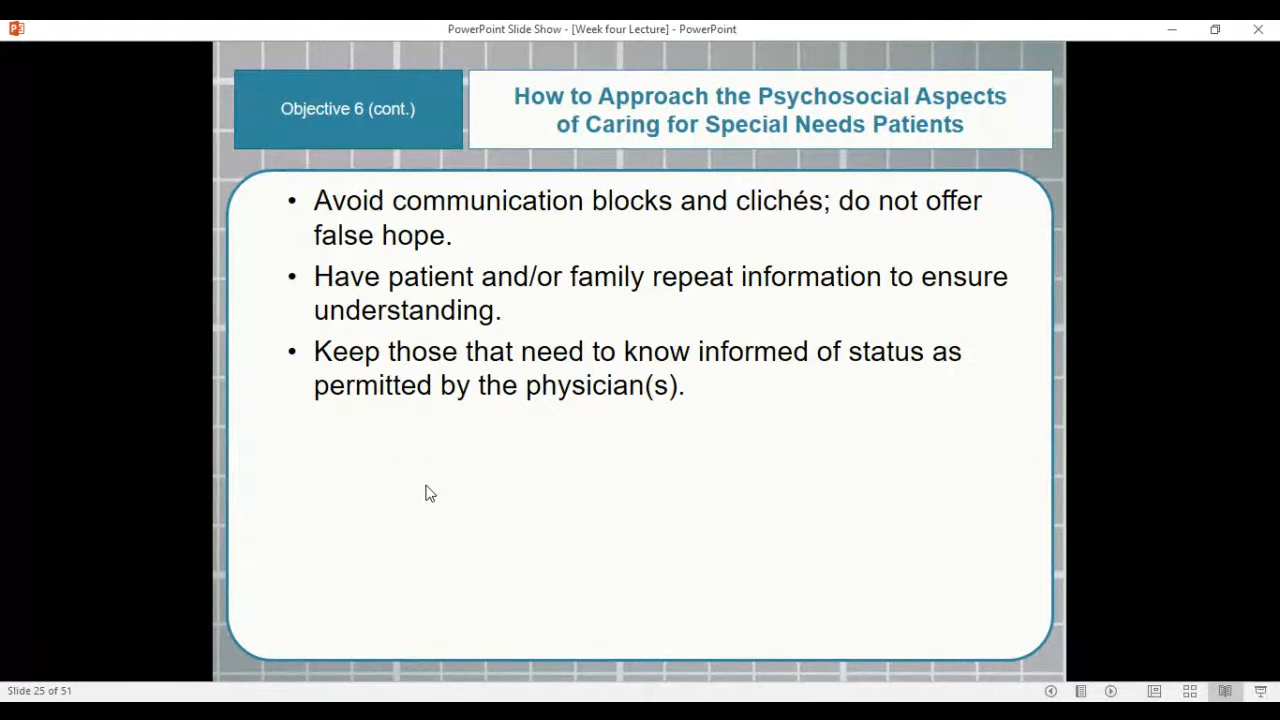 PowerPoint Slide Show - [Week four Lecture] - PowerPoint
Objective 6 (cont.)
How to Approach the Psychosocial Aspects
of Caring for Special Needs Patients
• Avoid communication blocks and clichés; do not offer
false hope.
• Have patient and/or family repeat information to ensure
understanding.
• Keep those that need to know informed of status as
permitted by the physician(s).
Slide 25 of 51